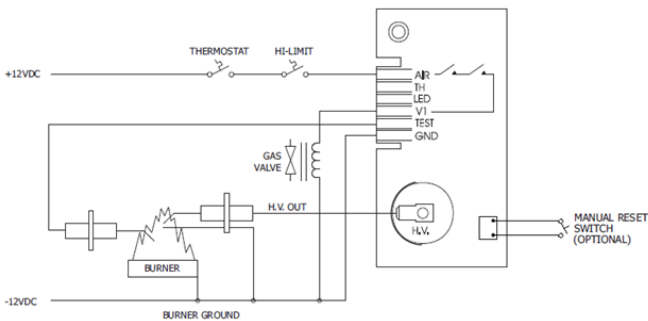 THERMOSTAT
HI-LIMIT
+12VDC
AIR
TH
LED
V1
TEST
GND
GAS
VALVE
H.V. OUT
H.V.
MANUAL RESET
SWITCH
(OPTIONAL)
BURNER
-12VDC
BURNER GROUND